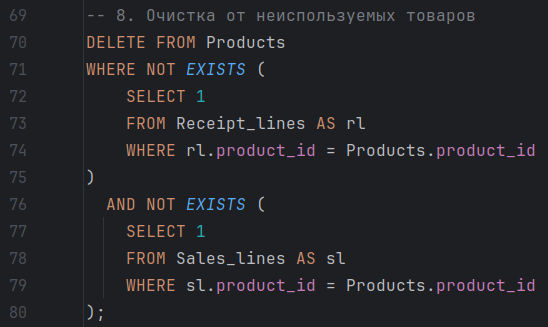 69 -- 8. Очистка от неиспользуемых товаров
70 DELETE FROM Products
71 WHERE NOT EXISTS (
72 SELECT 1
73 FROM Receipt_lines AS rl
74 WHERE rl.product_id = Products.product_id
75 )
76 AND NOT EXISTS (
77 SELECT 1
78 FROM Sales_lines AS sl
79 WHERE sl.product_id = Products.product_id
80 );